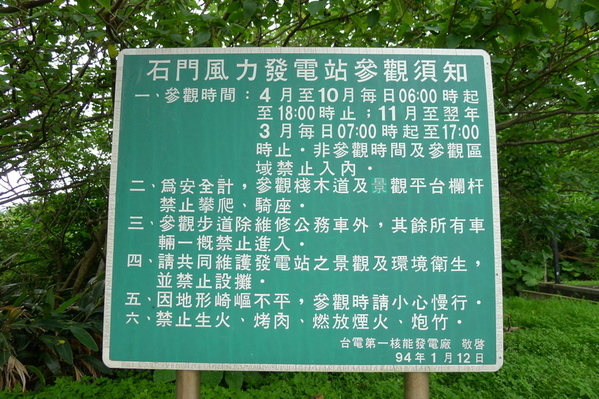 石門風力發電站參觀須知
一、參觀時間：4月至10月每日06:00時起
至18:00時止；11月至翌年
3月每日07:00時起至17:00
時止。非參觀時間及參觀區
域禁止入內。
二、為安全計，參觀棧木道及景觀平台欄杆
禁止攀爬、騎座。
三、參觀步道除維修公務車外，其餘所有車
輛一概禁止進入。
四、請共同維護發電站之景觀及環境衛生，
並禁止設攤。
五、因地形崎嶇不平，參觀時請小心慢行。
六、禁止生火、烤肉、燃放煙火、炮竹。
台電第一核能發電廠 敬啓
94年1月12日